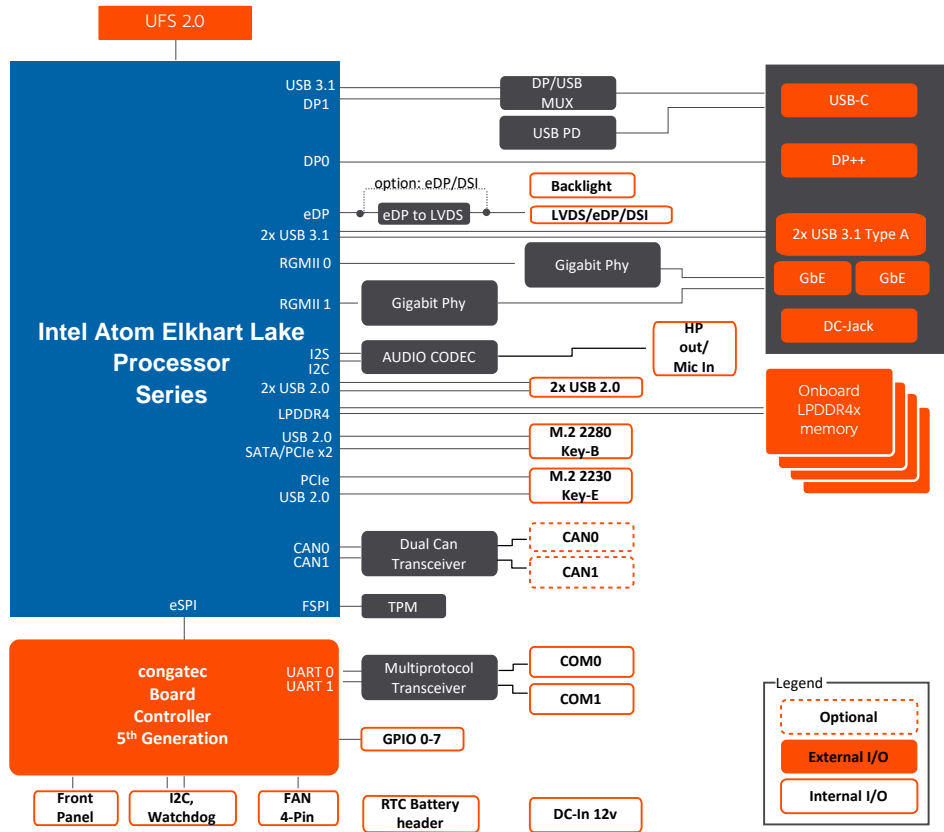 UFS 2.0
USB 3.1
DP1
DP/USB
MUX
USB-C
USB PD
DP0
DP++
option: eDP/DSI
Backlight
eDP
eDP to LVDS
LVDS/eDP/DSI
2x USB 3.1
2x USB 3.1 Type A
RGMII 0
Gigabit Phy
GbE
GbE
RGMII 1
Gigabit Phy
DC-Jack
Intel Atom Elkhart Lake
Processor
Series
I2S
I2C
AUDIO CODEC
HP
out/
Mic In
2x USB 2.0
2x USB 2.0
LPDDR4
Onboard
LPDDR4x
memory
USB 2.0
SATA/PCIe x2
M.2 2280
Key-B
PCIe
USB 2.0
M.2 2230
Key-E
CAN0
CAN1
Dual Can
Transceiver
CAN0
CAN1
eSPI
FSPI
TPM
congatec
Board
Controller
5th Generation
UART 0
UART 1
Multiprotocol
Transceiver
COM0
COM1
GPIO 0-7
Legend
Optional
External I/O
Internal I/O
Front
Panel
I2C,
Watchdog
FAN
4-Pin
RTC Battery
header
DC-In 12v